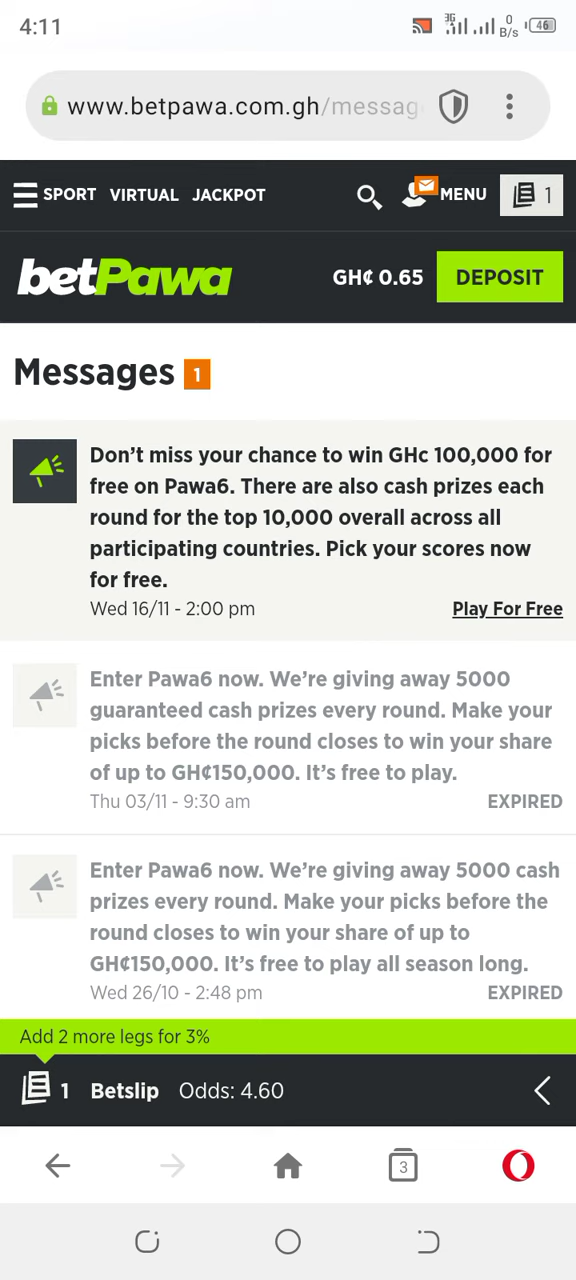 4:11
3G
0
B/s
46
www.betpawa.com.gh/messag
SPORT VIRTUAL JACKPOT
MENU
1
betPawa
GH¢ 0.65
DEPOSIT
Messages 1
Don't miss your chance to win GHc 100,000 for
free on Pawa6. There are also cash prizes each
round for the top 10,000 overall across all
participating countries. Pick your scores now
for free.
Wed 16/11 - 2:00 pm
Play For Free
Enter Pawa6 now. We're giving away 5000
guaranteed cash prizes every round. Make your
picks before the round closes to win your share
of up to GH¢150,000. It's free to play.
Thu 03/11 - 9:30 am
EXPIRED
Enter Pawa6 now. We're giving away 5000 cash
prizes every round. Make your picks before the
round closes to win your share of up to
GH¢150,000. It's free to play all season long.
Wed 26/10 - 2:48 pm
EXPIRED
Add 2 more legs for 3%
1 Betslip Odds: 4.60
3